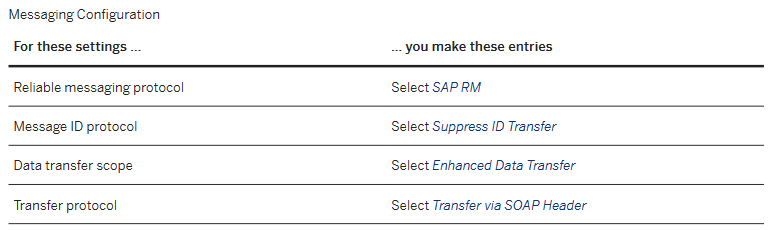 Messaging Configuration
For these settings ... ... you make these entries
Reliable messaging protocol Select SAP RM
Message ID protocol Select Suppress ID Transfer
Data transfer scope Select Enhanced Data Transfer
Transfer protocol Select Transfer via SOAP Header